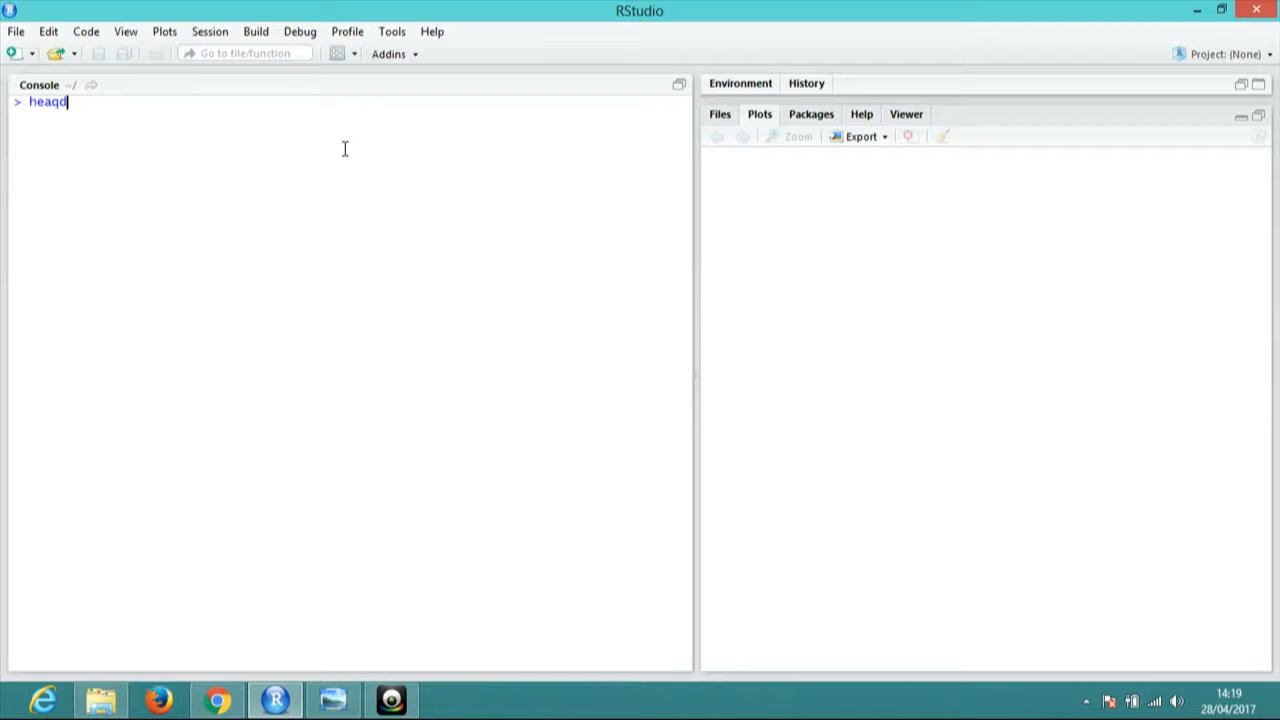 RStudio
File Edit Code View Plots Session Build Debug Profile Tools Help
Go to file/function Addins Project: (None)
Console ~/
> heaqd
Environment History
Files Plots Packages Help Viewer
Zoom Export
14:19
28/04/2017